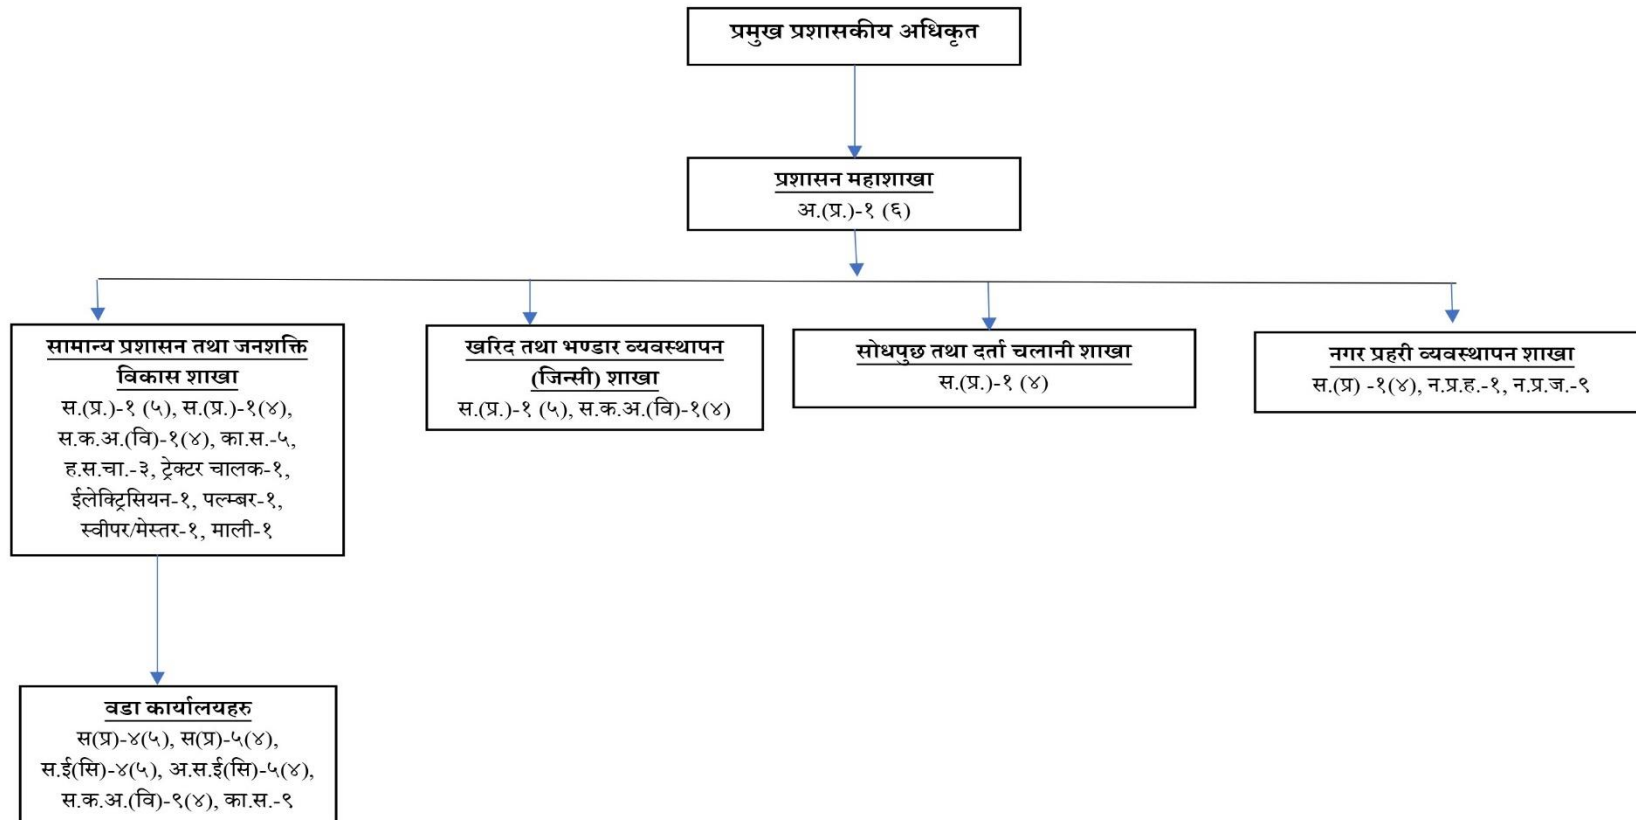 प्रमुख प्रशासकीय अधिकृत
प्रशासन महाशाखा
अ.(प्र.)-१ (६)
सामान्य प्रशासन तथा जनशक्ति
विकास शाखा
स.(प्र.)-१ (५), स.(प्र.)-१(४),
स.क.अ.(वि)-१(४), का.स.-५,
ह.स.चा.-३, ट्रेक्टर चालक-१,
ईलेक्ट्रिसियन-१, पल्म्बर-१,
स्वीपर/मेस्तर-१, माली-१
खरिद तथा भण्डार व्यवस्थापन
(जिन्सी) शाखा
स.(प्र.)-१ (५), स.क.अ.(वि)-१(४)
सोधपुछ तथा दर्ता चलानी शाखा
स.(प्र.)-१ (४)
नगर प्रहरी व्यवस्थापन शाखा
स.(प्र) -१(४), न.प्र.ह.-१, न.प्र.ज.-९
वडा कार्यालयहरु
स(प्र)-४(५), स(प्र)-५(४),
स.ई(सि)-४(५), अ.स.ई(सि)-५(४),
स.क.अ.(वि)-९(४), का.स.-९